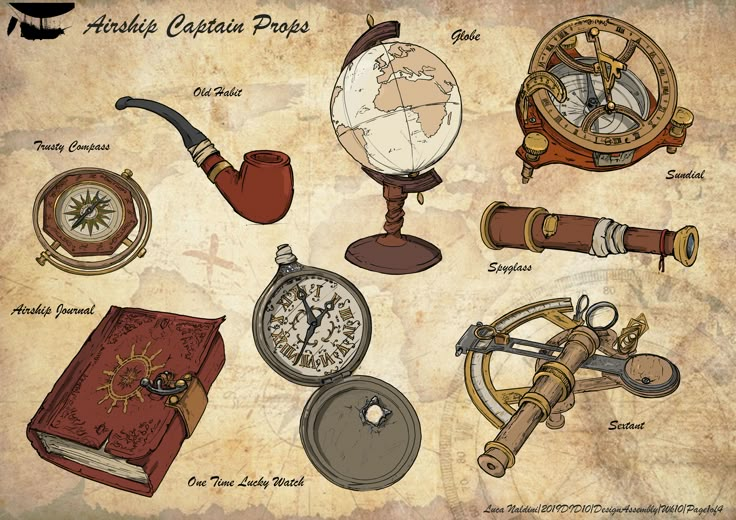 Airship Captain Props
Globe
Old Habit
Trusty Compass
Sundial
Spyglass
Airship Journal
Sextant
One Time Lucky Watch
Luca Naldini|2019DID10|DesignAssembly|Wk10|Page1of4